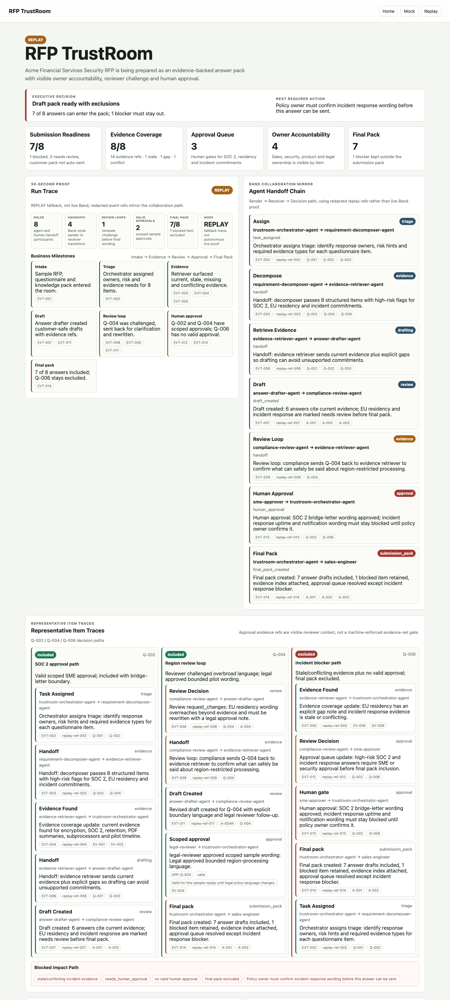 RFP TrustRoom
Home
Mock
Replay
REPLAY
RFP TrustRoom
Acme Financial Services Security RFP is being prepared as an evidence-backed answer pack
with visible owner accountability, reviewer challenge and human approval.
EXECUTIVE DECISION
Draft pack ready with exclusions
7 of 8 answers can enter the pack; 1 blocker must stay out.
NEXT REQUIRED ACTION
Policy owner must confirm incident response wording before
this answer can be sent.
Submission Readiness
7/8
1 blocked, 0 needs review,
customer pack not auto-sent
Evidence Coverage
8/8
14 evidence refs · 1 stale · 1 gap · 1
conflict
Approval Queue
3
Human gates for SOC 2, residency
and incident commitments
Owner Accountability
4
Sales, security, product and legal
ownership is visible by item
Final Pack
7
1 blocker kept outside the
submission pack
30-SECOND PROOF
Run Trace
REPLAY
REPLAY fallback, not live Band; redacted event refs mirror the collaboration path.
ROLES
8
agent and
human handoff
participants
HANDOFFS
4
Band-style
sender to
receiver
transitions
REVIEW LOOPS
1
reviewer
challenge
before final
wording
VALID
APPROVALS
2
scoped sample
approvals
FINAL PACK
7/8
1 blocked item
excluded
MODE
REPLAY
fallback trace,
not
autonomous
live proof
Business Milestones
Intake → Evidence → Review → Approval → Final Pack
Intake
Sample RFP,
questionnaire and
knowledge pack entered
the room.
EVT-001
Triage
Orchestrator assigned
owners, risk and
evidence needs for 8
items.
EVT-002
Evidence
Retriever surfaced
current, stale, missing
and conflicting evidence.
EVT-003 EVT-004
EVT-005
Draft
Answer drafter created
customer-safe drafts
with evidence refs.
EVT-007 EVT-011
Review loop
Q-004 was challenged,
sent back for clarification
and rewritten.
EVT-008 EVT-009
EVT-011
Human approval
Q-002 and Q-004 have
scoped approvals; Q-006
has no valid approval.
EVT-012 EVT-013
Final pack
7 of 8 answers included;
Q-006 stays excluded.
EVT-014
BAND COLLABORATION MIRROR
Agent Handoff Chain
Sender → Receiver → Decision path, using redacted replay refs rather than live Band
proof.
Assign
triage
trustroom-orchestrator-agent → requirement-decomposer-agent
task_assigned
Orchestrator assigns triage: identify response owners, risk hints and
required evidence types for each questionnaire item.
EVT-002 replay-ref-002 Q-001 Q-002 Q-003
Decompose
evidence
requirement-decomposer-agent → evidence-retriever-agent
handoff
Handoff: decomposer passes 8 structured items with high-risk flags for
SOC 2, EU residency and incident commitments.
EVT-003 replay-ref-003 Q-002 Q-004 Q-006
Retrieve Evidence
drafting
evidence-retriever-agent → answer-drafter-agent
handoff
Handoff: evidence retriever sends current evidence plus explicit gaps
so drafting can avoid unsupported commitments.
EVT-006 replay-ref-006 Q-001 Q-002 Q-003
Draft
review
answer-drafter-agent → compliance-review-agent
draft_created
Draft created: 6 answers cite current evidence; EU residency and
incident response are marked needs review before final pack.
EVT-007 replay-ref-007 A-001 A-002 A-003
Review Loop
evidence
compliance-review-agent → evidence-retriever-agent
handoff
Review loop: compliance sends Q-004 back to evidence retriever to
confirm what can safely be said about region-restricted processing.
EVT-009 replay-ref-009 Q-004
Human Approval
approval
sme-approver → trustroom-orchestrator-agent
human_approval
Human approval: SOC 2 bridge-letter wording approved; incident
response uptime and notification wording must stay blocked until policy
owner confirms it.
EVT-013 replay-ref-013 Q-002 Q-006
Final Pack
submission_pack
trustroom-orchestrator-agent → sales-engineer
final_pack_created
Final pack created: 7 answer drafts included, 1 blocked item retained,
evidence index attached, approval queue resolved except incident
response blocker.
EVT-014 replay-ref-014 A-001 A-002 A-003
REPRESENTATIVE ITEM TRACES
Representative Item Traces
Approval evidence refs are visible reviewer context, not a machine-enforced evidence-set gate.
Q-002 / Q-004 / Q-006 decision paths
included
Q-002
SOC 2 approval path
Valid scoped SME approval; included with bridge-
letter boundary.
Task Assigned
triage
trustroom-orchestrator-agent → requirement-decomposer-
agent
Orchestrator assigns triage: identify response
owners, risk hints and required evidence types for
each questionnaire item.
EVT-002 replay-ref-002 Q-001 Q-002
Handoff
evidence
requirement-decomposer-agent → evidence-retriever-
agent
Handoff: decomposer passes 8 structured items
with high-risk flags for SOC 2, EU residency and
incident commitments.
EVT-003 replay-ref-003 Q-002 Q-004
Evidence Found
evidence
evidence-retriever-agent → trustroom-orchestrator-agent
Evidence coverage update: current evidence
found for encryption, SOC 2, retention, PDF
summaries, subprocessors and pilot timeline.
EVT-004 replay-ref-004 EV-001 EV-002
Handoff
drafting
evidence-retriever-agent → answer-drafter-agent
Handoff: evidence retriever sends current
evidence plus explicit gaps so drafting can avoid
unsupported commitments.
EVT-006 replay-ref-006 Q-001 Q-002
Draft Created
review
answer-drafter-agent → compliance-review-agent
Draft created: 6 answers cite current evidence;
EU residency and incident response are marked
needs review before final pack.
EVT-007 replay-ref-007 A-001 A-002
included
Q-004
Region review loop
Reviewer challenged overbroad language; legal
approved bounded pilot wording.
Review Decision
review
compliance-review-agent → answer-drafter-agent
Review request_changes: EU residency wording
overreaches beyond evidence and must be
rewritten with a legal approval note.
EVT-008 replay-ref-008 Q-004 A-004
Handoff
evidence
compliance-review-agent → evidence-retriever-agent
Review loop: compliance sends Q-004 back to
evidence retriever to confirm what can safely be
said about region-restricted processing.
EVT-009 replay-ref-009 Q-004
Draft Created
review
answer-drafter-agent → compliance-review-agent
Revised draft created for Q-004 with explicit
boundary language and legal reviewer follow-up.
EVT-011 replay-ref-011 A-004R Q-004
Scoped approval
approval
legal-reviewer → trustroom-orchestrator-agent
legal-reviewer approved scoped sample wording:
Legal approved bounded region-processing
language.
APP-Q-004 valid
Valid for this sample replay until legal policy language changes.
EV-004
Final pack
submission_pack
trustroom-orchestrator-agent → sales-engineer
Final pack created: 7 answer drafts included, 1
blocked item retained, evidence index attached,
approval queue resolved except incident
response blocker.
EVT-014 replay-ref-014 A-001 A-002
excluded
Q-006
Incident blocker path
Stale/conflicting evidence plus no valid approval;
final pack excluded.
Evidence Found
evidence
evidence-retriever-agent → trustroom-orchestrator-agent
Evidence coverage update: EU residency has an
explicit gap note and incident response evidence
is stale or conflicting.
EVT-005 replay-ref-005 EV-006 EV-009
Review Decision
approval
compliance-review-agent → sme-approver
Approval queue update: high-risk SOC 2 and
incident response answers require SME or
security approval before final pack inclusion.
EVT-012 replay-ref-012 Q-002 Q-006
Human gate
approval
sme-approver → trustroom-orchestrator-agent
Human approval: SOC 2 bridge-letter wording
approved; incident response uptime and
notification wording must stay blocked until
policy owner confirms it.
EVT-013 replay-ref-013 Q-002 Q-006
Final pack
submission_pack
trustroom-orchestrator-agent → sales-engineer
Final pack created: 7 answer drafts included, 1
blocked item retained, evidence index attached,
approval queue resolved except incident
response blocker.
EVT-014 replay-ref-014 A-001 A-002
Task Assigned
triage
trustroom-orchestrator-agent → requirement-decomposer-
agent
Orchestrator assigns triage: identify response
owners, risk hints and required evidence types for
each questionnaire item.
EVT-002 replay-ref-002 Q-001 Q-002
Blocked Impact Path
stale/conflicting incident evidence
needs_human_approval
no valid human approval
final pack excluded
Policy owner must confirm incident response wording before this answer can be sent.